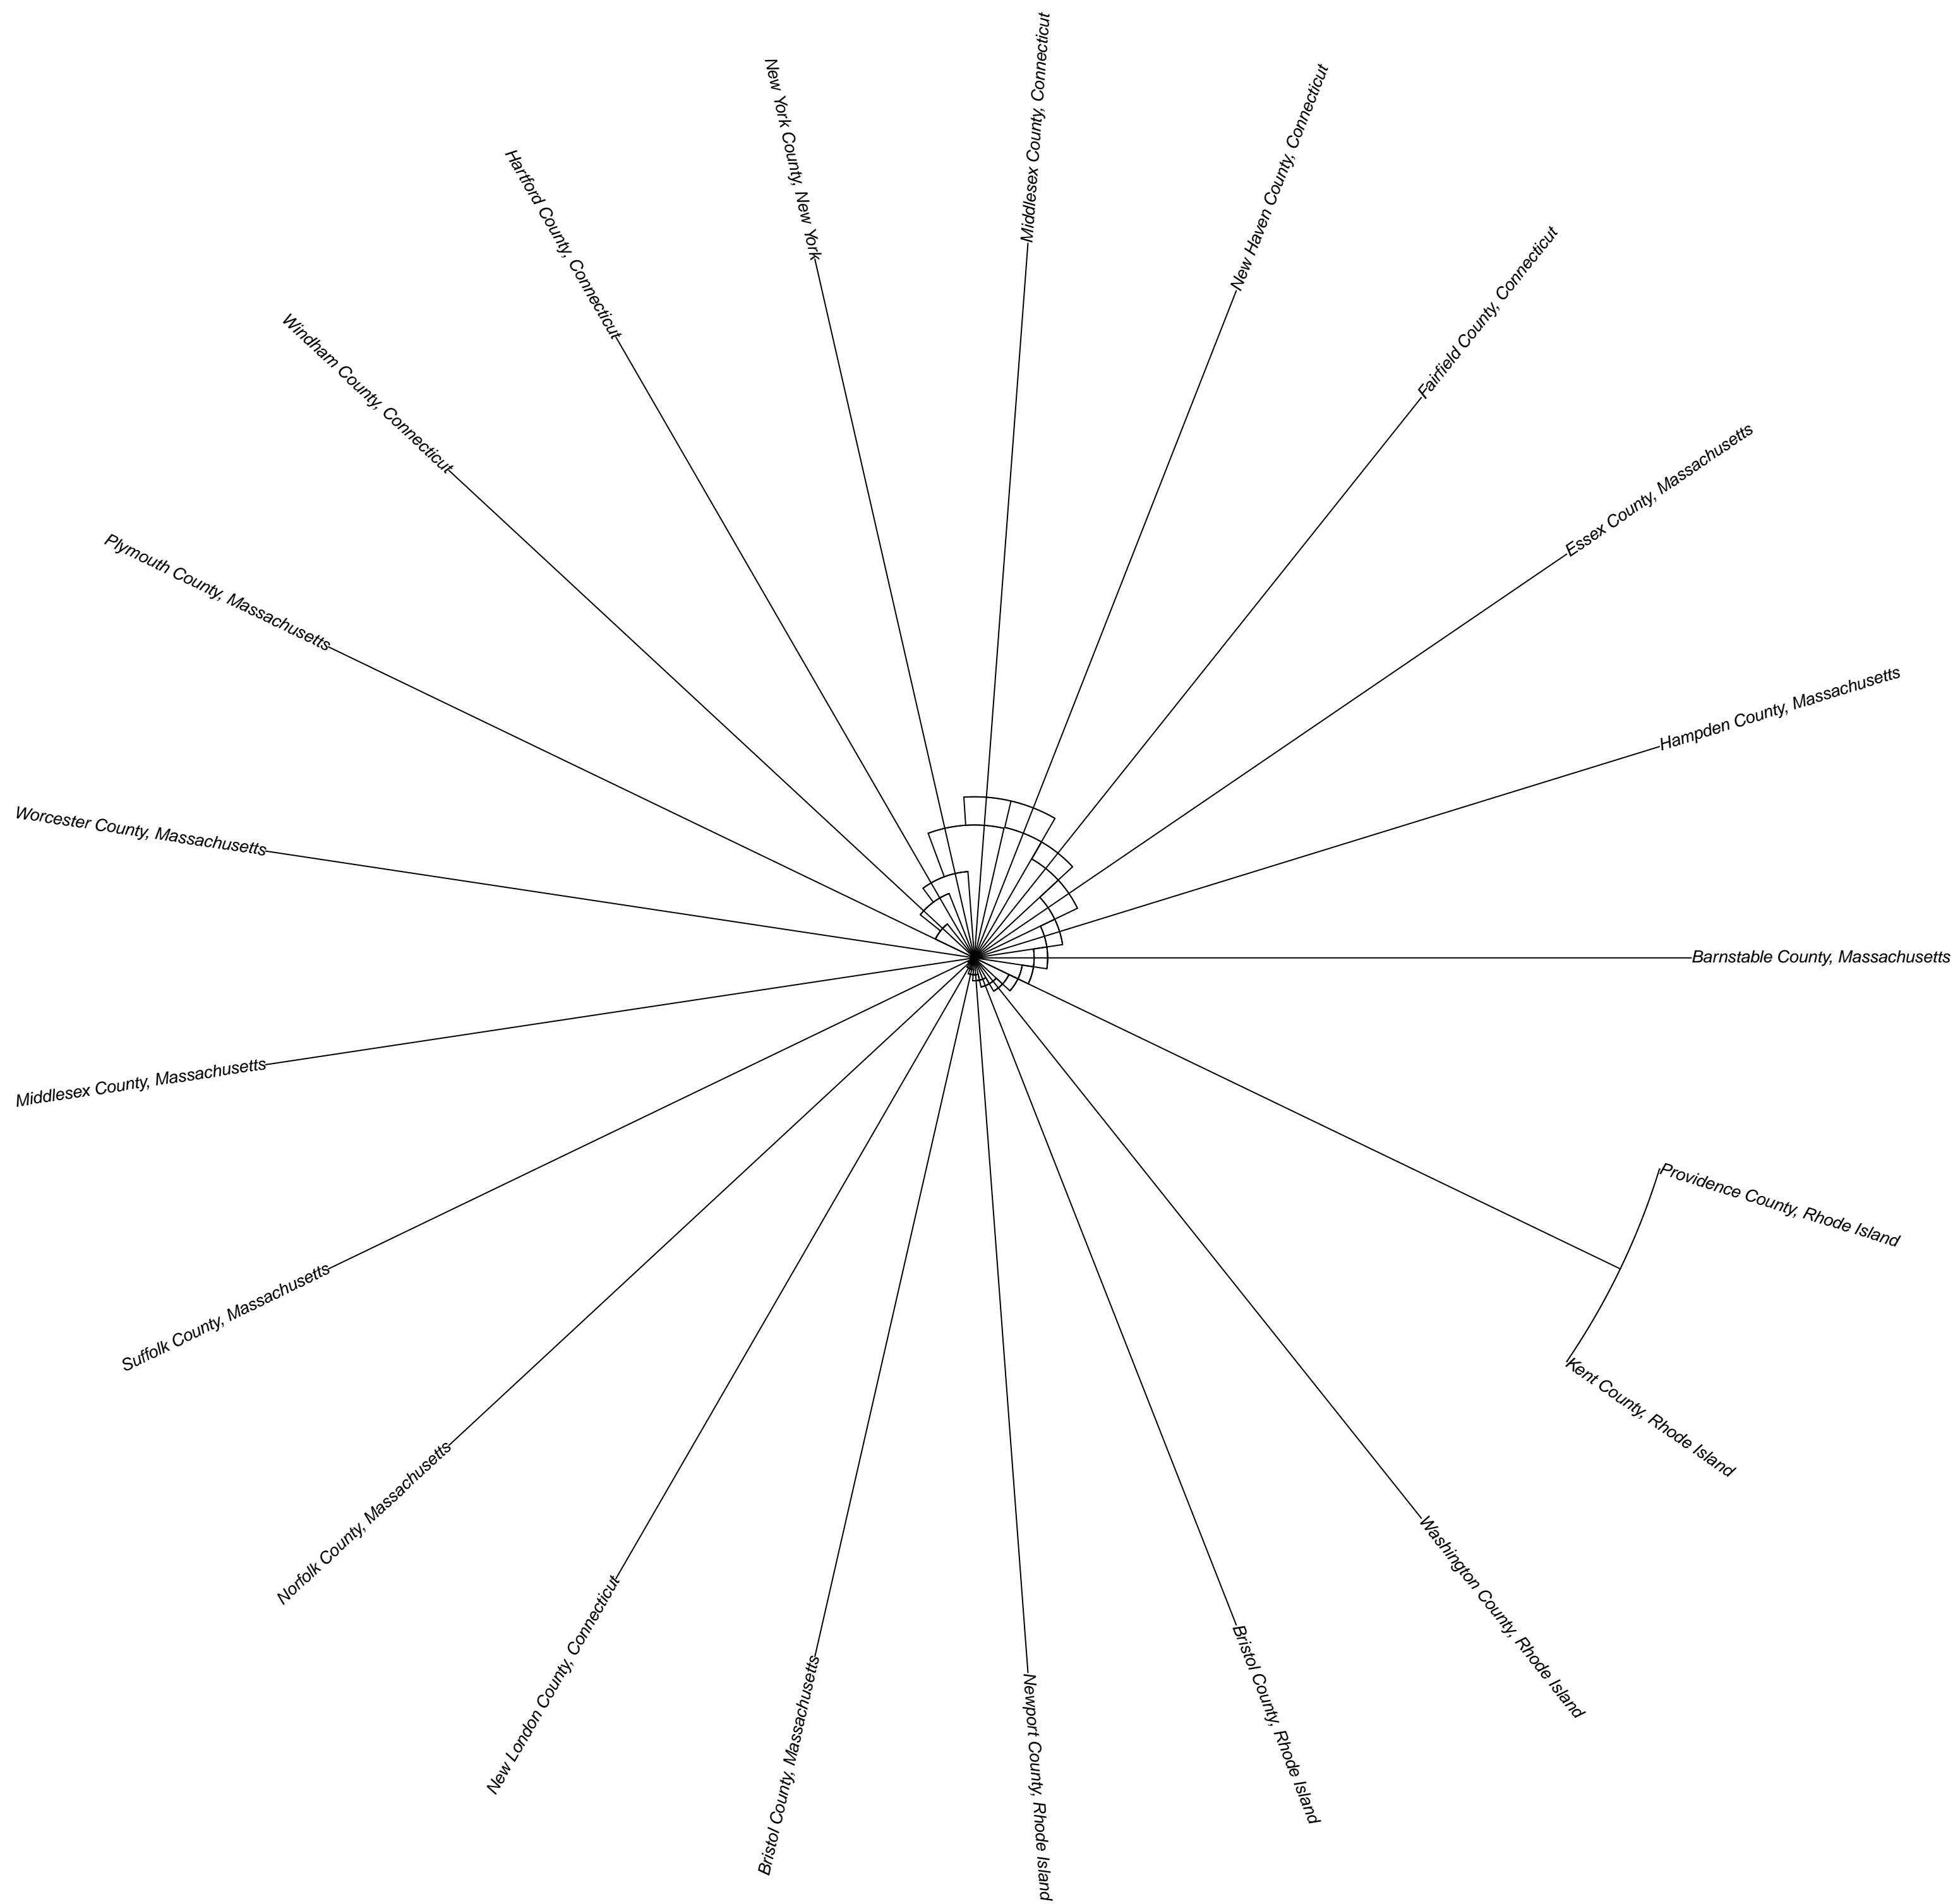 Middlesex County, Connecticut
New Haven County, Connecticut
Fairfield County, Connecticut
Essex County, Massachusetts
Hampden County, Massachusetts
Barnstable County, Massachusetts
Providence County, Rhode Island
Kent County, Rhode Island
Washington County, Rhode Island
Bristol County, Rhode Island
Newport County, Rhode Island
Bristol County, Massachusetts
New London County, Connecticut
Norfolk County, Massachusetts
Suffolk County, Massachusetts
Middlesex County, Massachusetts
Worcester County, Massachusetts
Plymouth County, Massachusetts
Windham County, Connecticut
Hartford County, Connecticut
New York County, New York